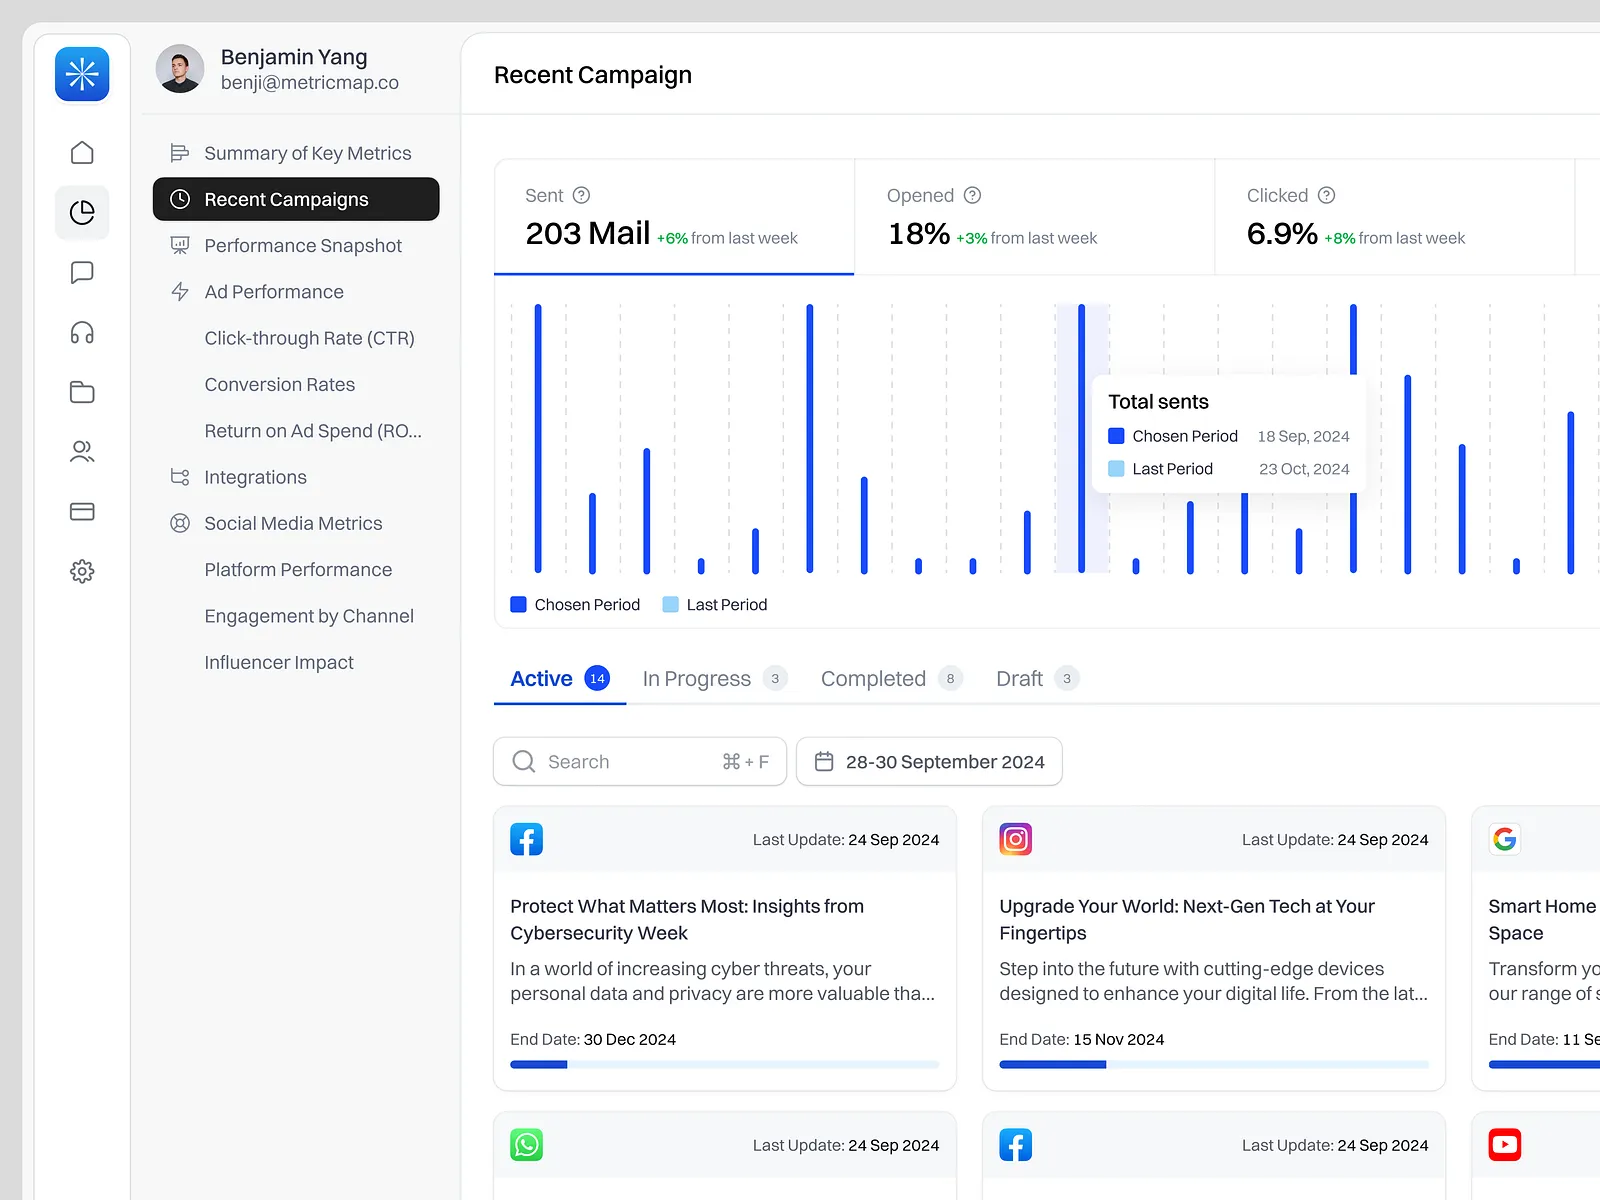 Benjamin Yang
benji@metricmap.co
Summary of Key Metrics
Recent Campaigns
Performance Snapshot
Ad Performance
Click-through Rate (CTR)
Conversion Rates
Return on Ad Spend (RO...
Integrations
Social Media Metrics
Platform Performance
Engagement by Channel
Influencer Impact
Recent Campaign
Sent
203 Mail +6% from last week
Opened
18% +3% from last week
Clicked
6.9% +8% from last week
Total sents
Chosen Period 18 Sep, 2024
Last Period 23 Oct, 2024
Chosen Period Last Period
Active 14 In Progress 3 Completed 8 Draft 3
Search ⌘ + F 28-30 September 2024
Last Update: 24 Sep 2024
Protect What Matters Most: Insights from
Cybersecurity Week
In a world of increasing cyber threats, your
personal data and privacy are more valuable tha...
End Date: 30 Dec 2024
Last Update: 24 Sep 2024
Upgrade Your World: Next-Gen Tech at Your
Fingertips
Step into the future with cutting-edge devices
designed to enhance your digital life. From the lat...
End Date: 15 Nov 2024
Smart Home
Space
Transform yo
our range of s
End Date: 11 Se
Last Update: 24 Sep 2024
Last Update: 24 Sep 2024